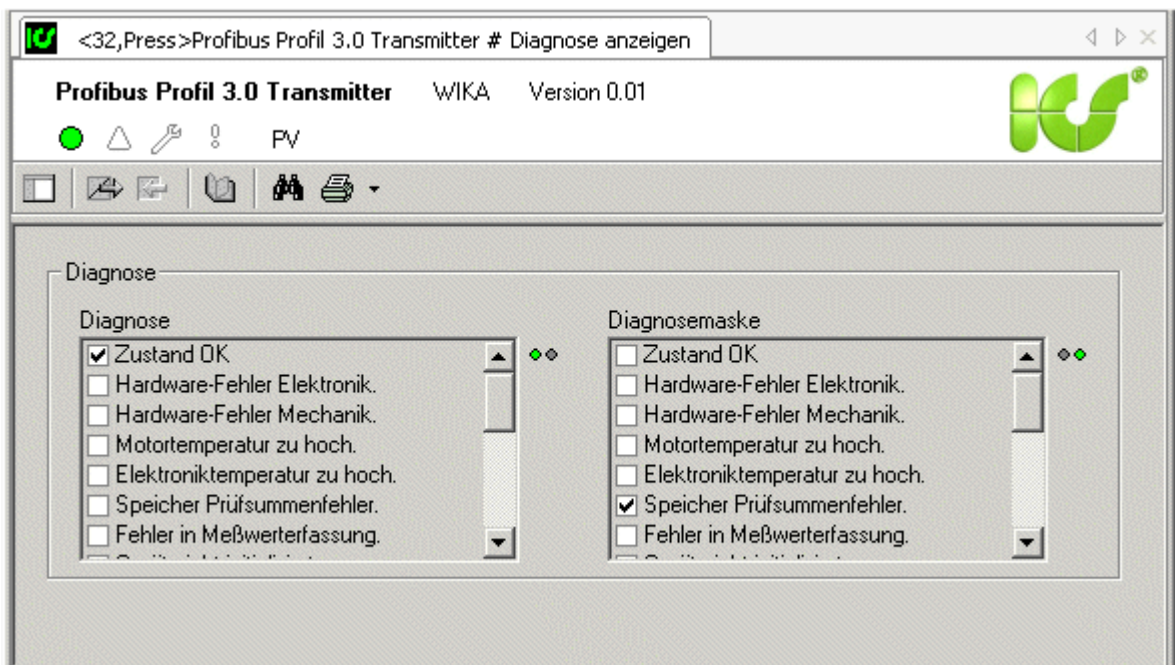 <32,Press>Profibus Profil 3.0 Transmitter # Diagnose anzeigen
Profibus Profil 3.0 Transmitter WIKA Version 0.01
PV
Diagnose
Diagnose
Zustand OK
Hardware-Fehler Elektronik.
Hardware-Fehler Mechanik.
Motortemperatur zu hoch.
Elektroniktemperatur zu hoch.
Speicher Prüfsummenfehler.
Fehler in Meßwerterfassung.
Diagnosemaske
Zustand OK
Hardware-Fehler Elektronik.
Hardware-Fehler Mechanik.
Motortemperatur zu hoch.
Elektroniktemperatur zu hoch.
Speicher Prüfsummenfehler.
Fehler in Meßwerterfassung.